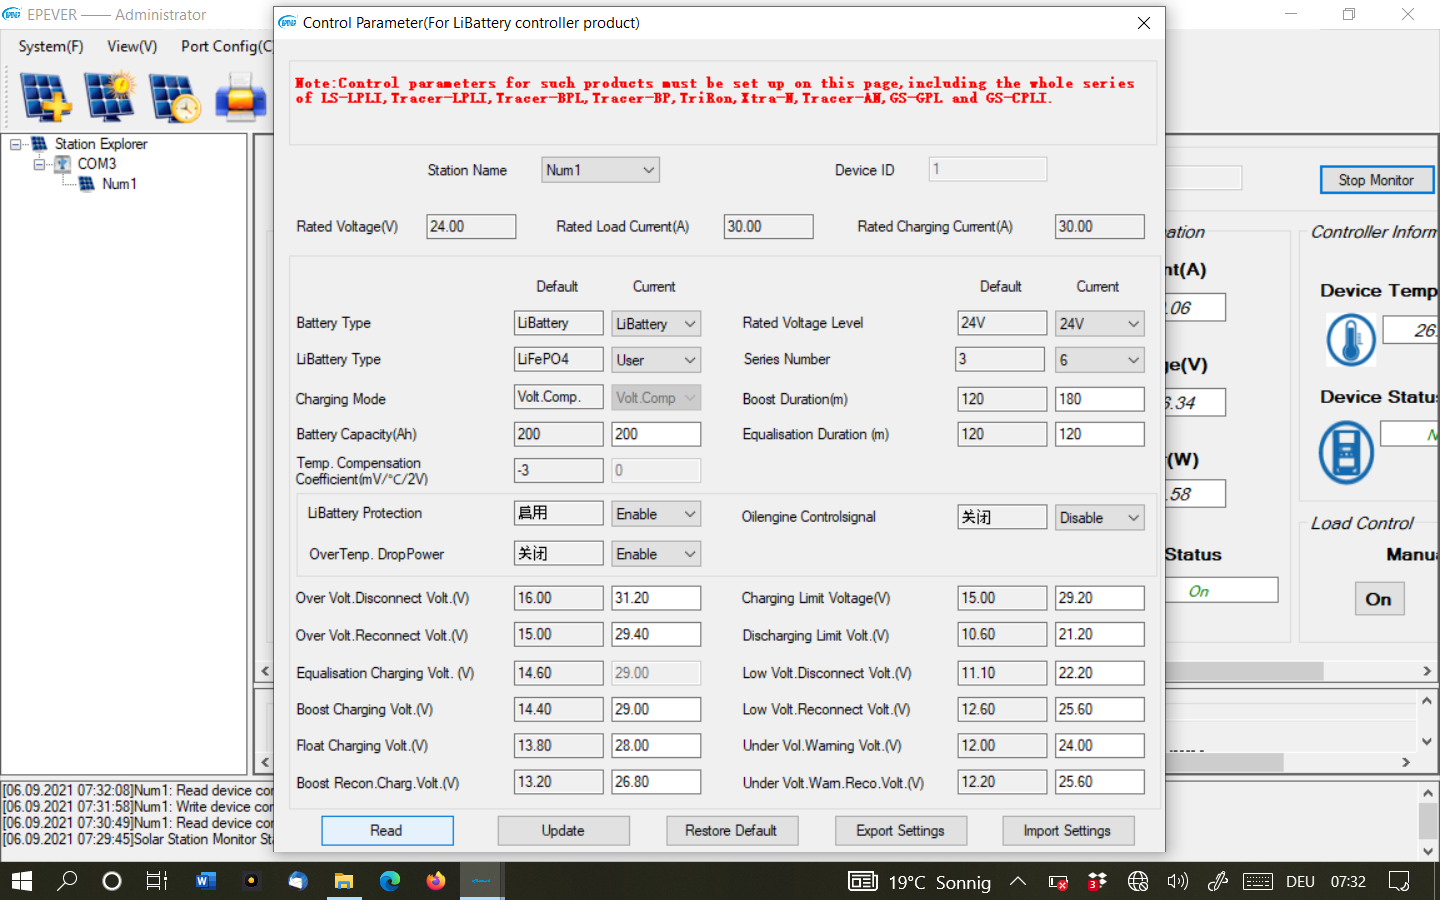 EPEVER —— Administrator
Control Parameter(For LiBattery controller product)
System(F) View(V) Port Config(C
Note:Control parameters for such products must be set up on this page,including the whole series
of LS-LPLI,Tracer-LPLI,Tracer-BPL,Tracer-BP,TriRon,Xtra-N,Tracer-AN,GS-GPL and GS-CPLI.
Station Explorer
COM3
Num1
Station Name Num1 Device ID 1
Stop Monitor
Rated Voltage(V) 24.00 Rated Load Current(A) 30.00 Rated Charging Current(A) 30.00
ation
Controller Inform
Default Current Default Current
nt(A)
.06
Device Temp
26.
ge(V)
6.34
Device Status
N
(W)
.58
Load Control
Status
Manua
On
On
Battery Type LiBattery LiBattery Rated Voltage Level 24V 24V
LiBattery Type LiFePO4 User Series Number 3 6
Charging Mode Volt.Comp. Volt.Comp Boost Duration(m) 120 180
Battery Capacity(Ah) 200 200 Equalisation Duration (m) 120 120
Temp. Compensation
Coefficient(mV/°C/2V) -3 0
LiBattery Protection 启用 Enable Oilengine Controlsignal 关闭 Disable
OverTenp. DropPower 关闭 Enable
Over Volt.Disconnect Volt.(V) 16.00 31.20 Charging Limit Voltage(V) 15.00 29.20
Over Volt.Reconnect Volt.(V) 15.00 29.40 Discharging Limit Volt.(V) 10.60 21.20
Equalisation Charging Volt. (V) 14.60 29.00 Low Volt.Disconnect Volt.(V) 11.10 22.20
Boost Charging Volt.(V) 14.40 29.00 Low Volt.Reconnect Volt.(V) 12.60 25.60
Float Charging Volt.(V) 13.80 28.00 Under Vol.Warning Volt.(V) 12.00 24.00
Boost Recon.Charg.Volt.(V) 13.20 26.80 Under Volt.Warn.Reco.Volt.(V) 12.20 25.60
Read Update Restore Default Export Settings Import Settings
[06.09.2021 07:32:08]Num1: Read device cor
[06.09.2021 07:31:58]Num1: Write device cor
[06.09.2021 07:30:49]Num1: Read device cor
[06.09.2021 07:29:45]Solar Station Monitor Sta
19°C Sonnig DEU 07:32